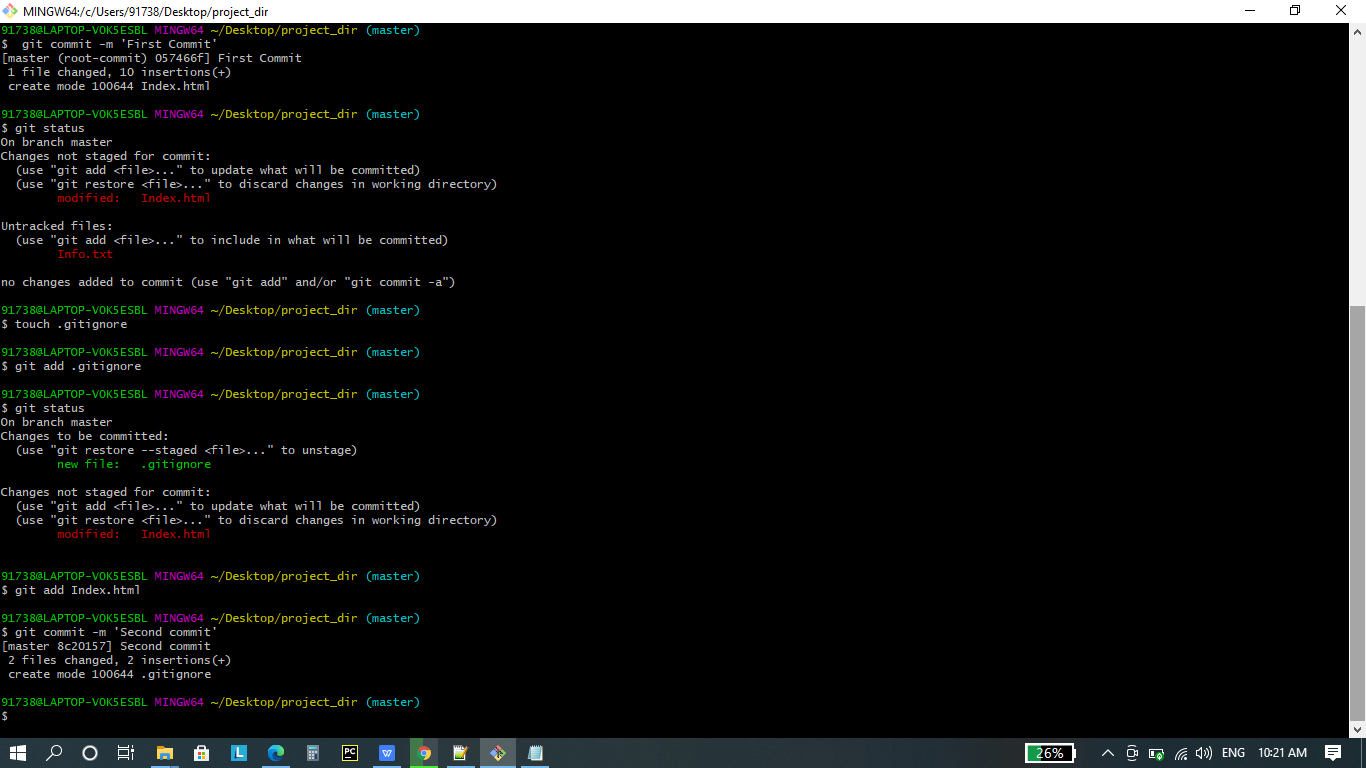 MINGW64:/c/Users/91738/Desktop/project_dir
91738@LAPTOP-VOK5ESBL MINGW64 ~/Desktop/project_dir (master)
$  git commit -m 'First Commit'
[master (root-commit) 057466f] First Commit
 1 file changed, 10 insertions(+)
 create mode 100644 Index.html

91738@LAPTOP-VOK5ESBL MINGW64 ~/Desktop/project_dir (master)
$ git status
On branch master
Changes not staged for commit:
  (use "git add <file>..." to update what will be committed)
  (use "git restore <file>..." to discard changes in working directory)
        modified:   Index.html

Untracked files:
  (use "git add <file>..." to include in what will be committed)
        Info.txt

no changes added to commit (use "git add" and/or "git commit -a")

91738@LAPTOP-VOK5ESBL MINGW64 ~/Desktop/project_dir (master)
$ touch .gitignore

91738@LAPTOP-VOK5ESBL MINGW64 ~/Desktop/project_dir (master)
$ git add .gitignore

91738@LAPTOP-VOK5ESBL MINGW64 ~/Desktop/project_dir (master)
$ git status
On branch master
Changes to be committed:
  (use "git restore --staged <file>..." to unstage)
        new file:   .gitignore

Changes not staged for commit:
  (use "git add <file>..." to update what will be committed)
  (use "git restore <file>..." to discard changes in working directory)
        modified:   Index.html

91738@LAPTOP-VOK5ESBL MINGW64 ~/Desktop/project_dir (master)
$ git add Index.html

91738@LAPTOP-VOK5ESBL MINGW64 ~/Desktop/project_dir (master)
$ git commit -m 'Second commit'
[master 8c20157] Second commit
 2 files changed, 2 insertions(+)
 create mode 100644 .gitignore

91738@LAPTOP-VOK5ESBL MINGW64 ~/Desktop/project_dir (master)
$
L
PC
W
26%
ENG
10:21 AM